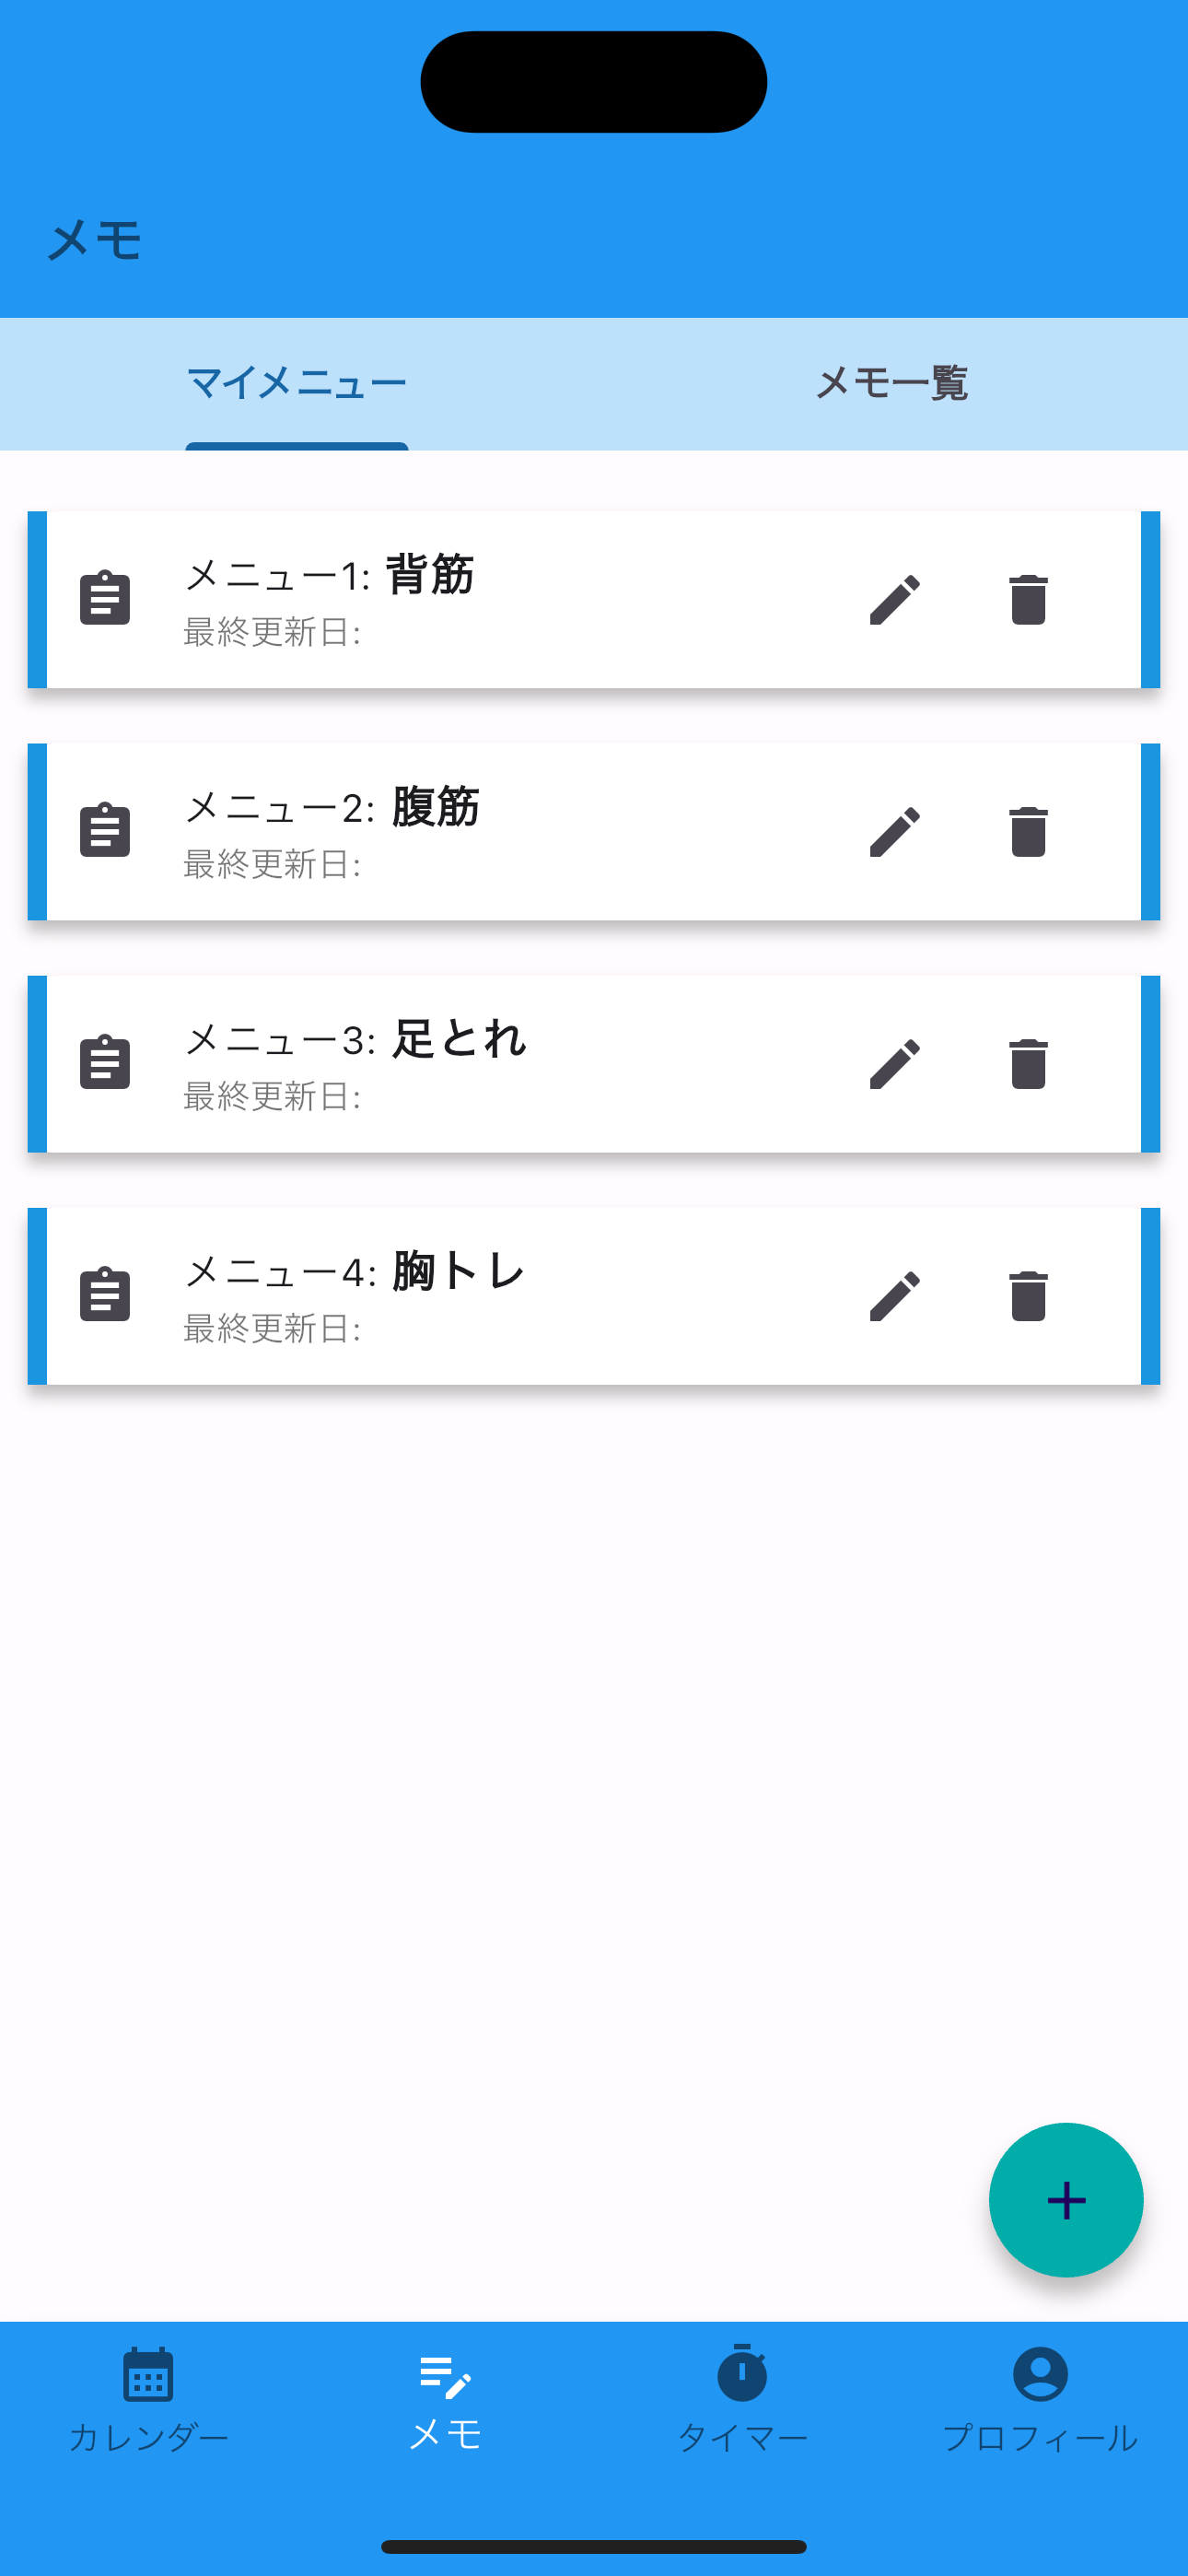 メモ
マイメニュー メモ一覧
メニュー1: 背筋
最終更新日:
メニュー2: 腹筋
最終更新日:
メニュー3: 足とれ
最終更新日:
メニュー4: 胸トレ
最終更新日:
カレンダー メモ タイマー プロフィール